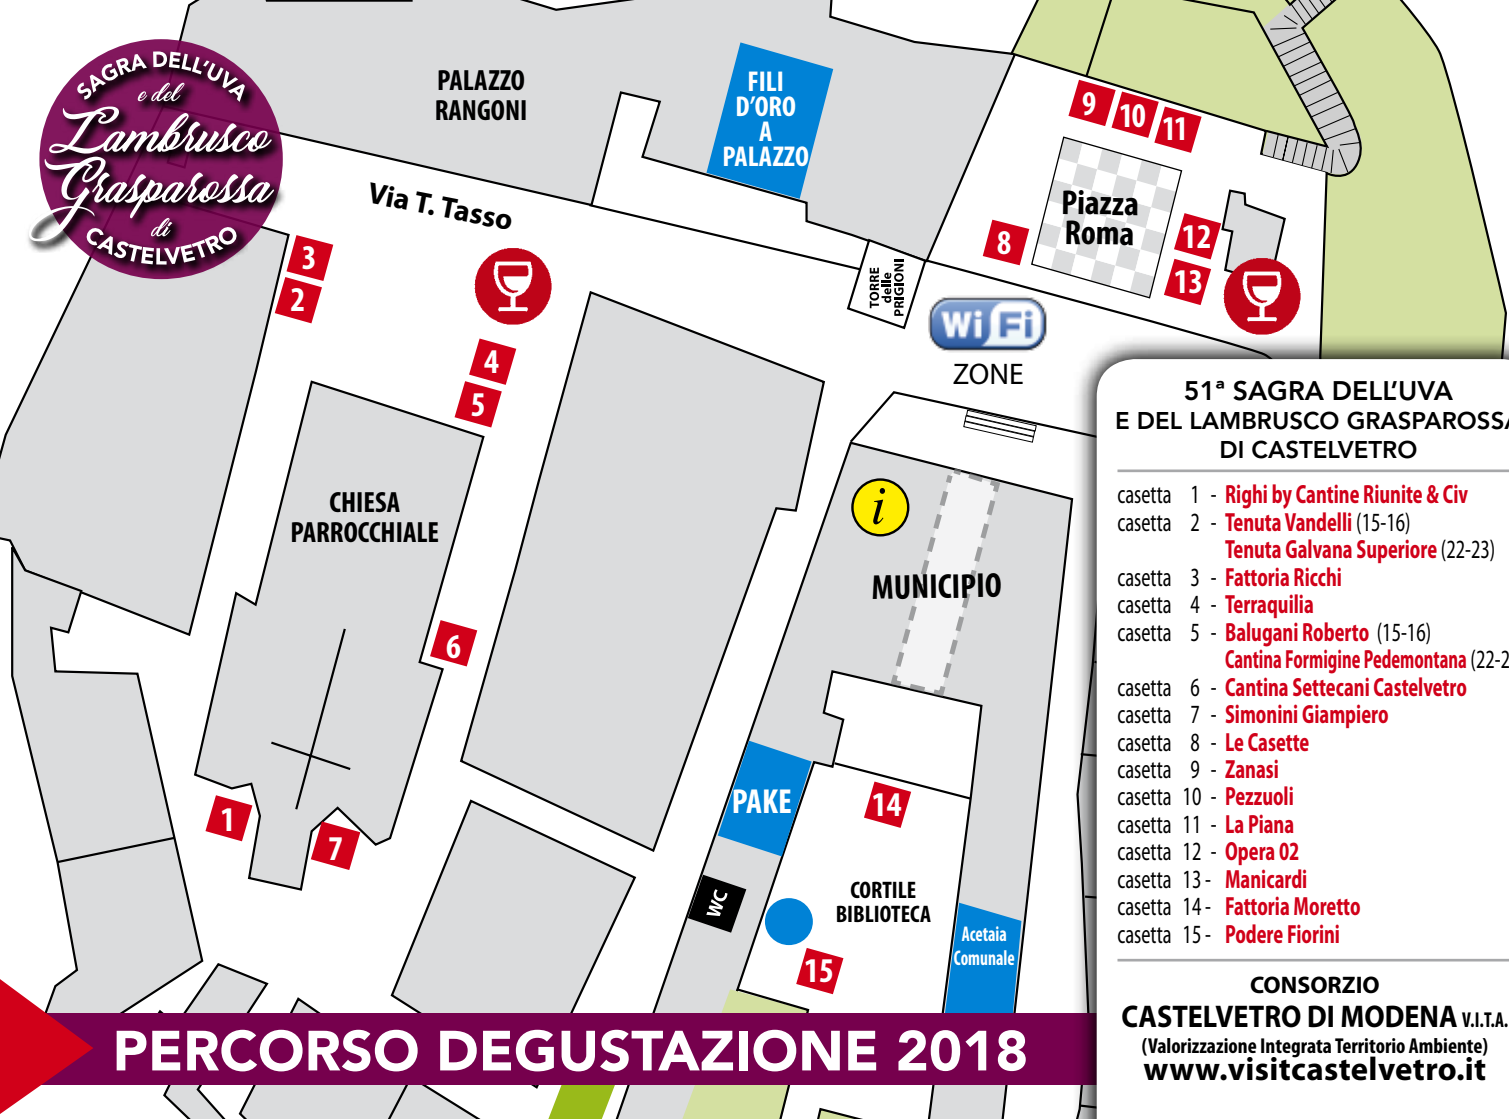 SAGRA DELL'UVA
e del
Lambrusco
Grasparossa
di
CASTELVETRO
PALAZZO
RANGONI
FILI
D'ORO
A
PALAZZO
Via T. Tasso
9 10 11
Piazza
Roma
8
12
13
3
2
TORRE
delle
PRIGIONI
Wi Fi
ZONE
4
5
CHIESA
PARROCCHIALE
i
MUNICIPIO
6
1
7
PAKE
14
WC
CORTILE
BIBLIOTECA
15
Acetaia
Comunale
51ª SAGRA DELL'UVA
E DEL LAMBRUSCO GRASPAROSSA
DI CASTELVETRO
casetta 1 - Righi by Cantine Riunite & Civ
casetta 2 - Tenuta Vandelli (15-16)
Tenuta Galvana Superiore (22-23)
casetta 3 - Fattoria Ricchi
casetta 4 - Terraquilia
casetta 5 - Balugani Roberto (15-16)
Cantina Formigine Pedemontana (22-2
casetta 6 - Cantina Settecani Castelvetro
casetta 7 - Simonini Giampiero
casetta 8 - Le Casette
casetta 9 - Zanasi
casetta 10 - Pezzuoli
casetta 11 - La Piana
casetta 12 - Opera 02
casetta 13 - Manicardi
casetta 14 - Fattoria Moretto
casetta 15 - Podere Fiorini
CONSORZIO
CASTELVETRO DI MODENA V.I.T.A.
(Valorizzazione Integrata Territorio Ambiente)
www.visitcastelvetro.it
PERCORSO DEGUSTAZIONE 2018